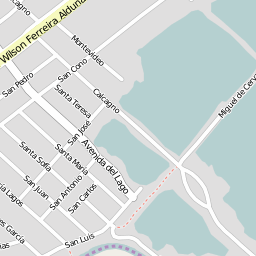 Wilson Ferreira Aldun
Montevideo
San Cono
San Pedro
Calcagno
Santa Teresa
San José
Miguel de Cerv
Avenida del Lago
Santa María
Santa Sofía
San Antonio
San Juan
San Carlos
Lagos
s García
San Luis